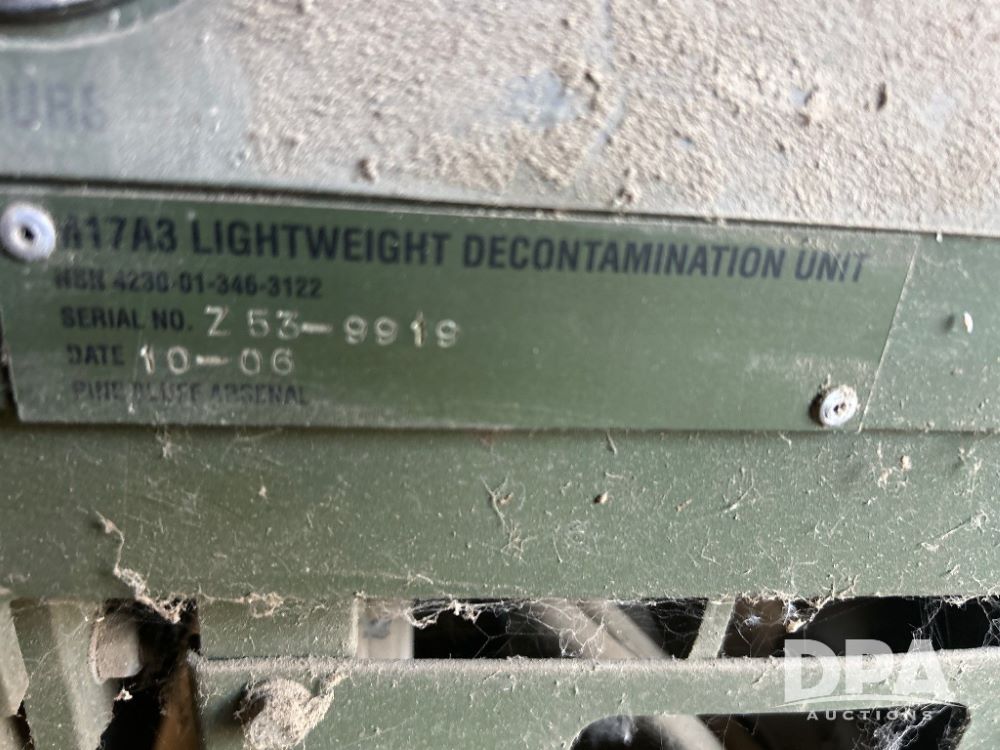 M17A3 LIGHTWEIGHT DECONTAMINATION UNIT
NSN 4230-01-346-3122
SERIAL NO. Z 53-9919
DATE 10-06
PINE BLUFF ARSENAL
DPA
AUCTIONS